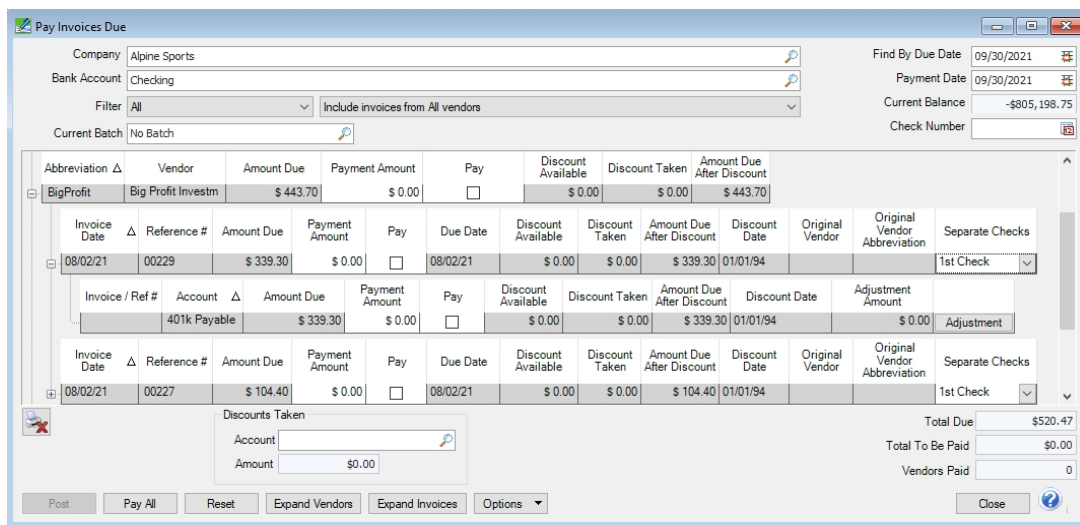 Pay Invoices Due
Company Alpine Sports Find By Due Date 09/30/2021
Bank Account Checking Payment Date 09/30/2021
Filter All Include invoices from All vendors Current Balance -$805,198.75
Current Batch No Batch Check Number
Abbreviation Δ Vendor Amount Due Payment Amount Pay Discount Available Discount Taken Amount Due After Discount
BigProfit Big Profit Investm $ 443.70 $ 0.00 $ 0.00 $ 0.00 $ 443.70
Invoice Date Δ Reference # Amount Due Payment Amount Pay Due Date Discount Available Discount Taken Amount Due After Discount Discount Date Original Vendor Original Vendor Abbreviation Separate Checks
08/02/21 00229 $ 339.30 $ 0.00 08/02/21 $ 0.00 $ 0.00 $ 339.30 01/01/94 1st Check
Invoice / Ref # Account Δ Amount Due Payment Amount Pay Discount Available Discount Taken Amount Due After Discount Discount Date Adjustment Amount
401k Payable $ 339.30 $ 0.00 $ 0.00 $ 0.00 $ 339.30 01/01/94 $ 0.00 Adjustment
Invoice Date Δ Reference # Amount Due Payment Amount Pay Due Date Discount Available Discount Taken Amount Due After Discount Discount Date Original Vendor Original Vendor Abbreviation Separate Checks
08/02/21 00227 $ 104.40 $ 0.00 08/02/21 $ 0.00 $ 0.00 $ 104.40 01/01/94 1st Check
Discounts Taken
Account
Amount $0.00
Total Due $520.47
Total To Be Paid $0.00
Vendors Paid 0
Post Pay All Reset Expand Vendors Expand Invoices Options Close ?